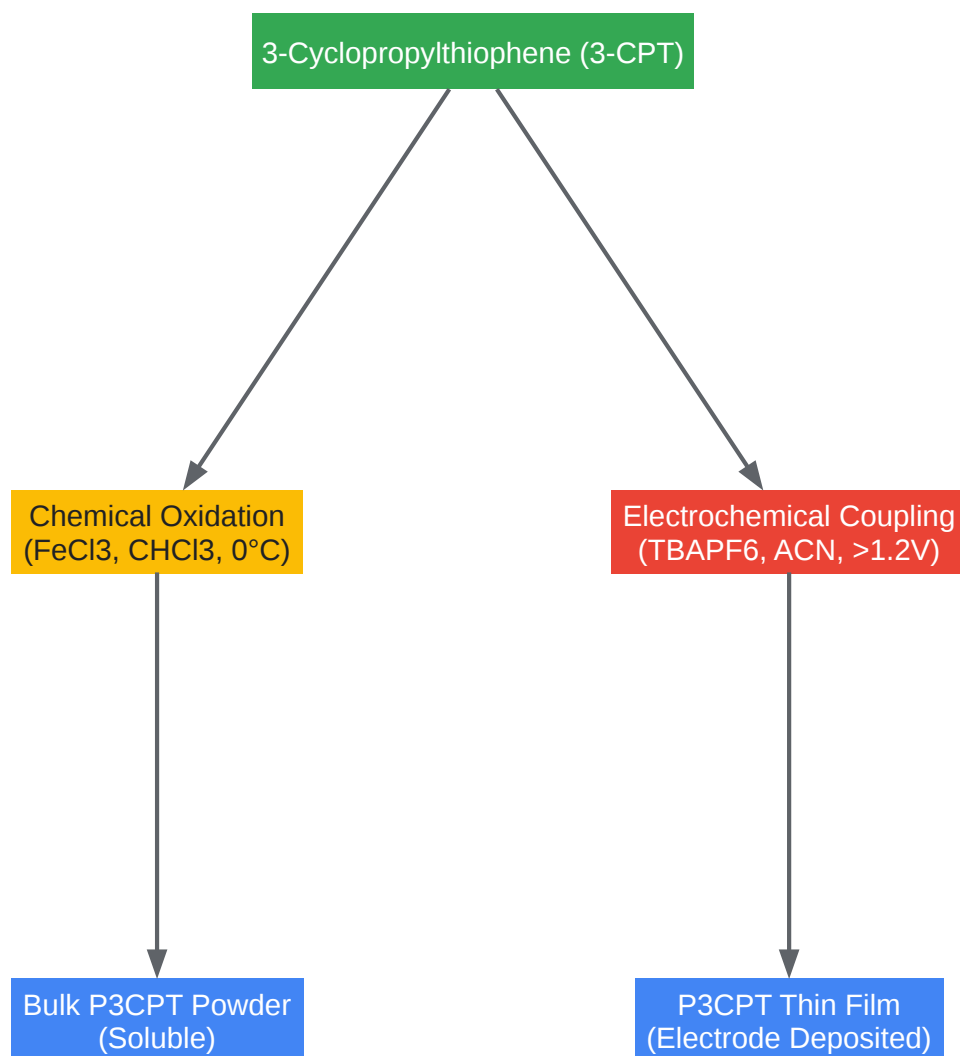 3-Cyclopropylthiophene (3-CPT)
Chemical Oxidation
(FeCl3, CHCl3, 0°C)
Electrochemical Coupling
(TBAPF6, ACN, >1.2V)
Bulk P3CPT Powder
(Soluble)
P3CPT Thin Film
(Electrode Deposited)